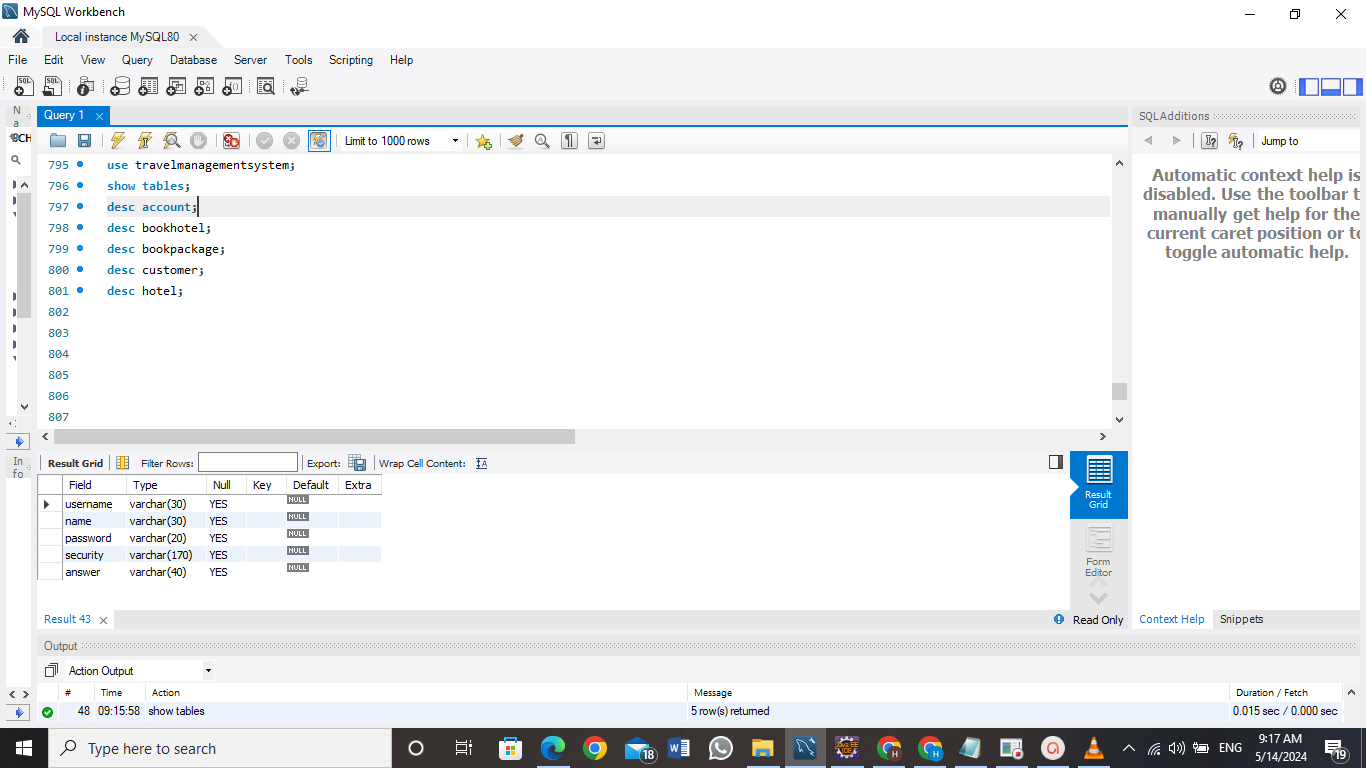 MySQL Workbench
Local instance MySQL80
File Edit View Query Database Server Tools Scripting Help
Na
Query 1
SQLAdditions
CH
Limit to 1000 rows
Jump to
795 use travelmanagementsystem;
796 show tables;
797 desc account;
798 desc bookhotel;
799 desc bookpackage;
800 desc customer;
801 desc hotel;
802
803
804
805
806
807
Automatic context help is
disabled. Use the toolbar t
manually get help for the
current caret position or to
toggle automatic help.
Info
Result Grid Filter Rows: Export: Wrap Cell Content: IA
Field Type Null Key Default Extra
username varchar(30) YES NULL
name varchar(30) YES NULL
password varchar(20) YES NULL
security varchar(170) YES NULL
answer varchar(40) YES NULL
Result
Grid
Form
Editor
Result 43
Read Only
Context Help Snippets
Output
Action Output
# Time Action Message Duration / Fetch
48 09:15:58 show tables 5 row(s) returned 0.015 sec / 0.000 sec
Type here to search
18
ENG
9:17 AM
5/14/2024
19